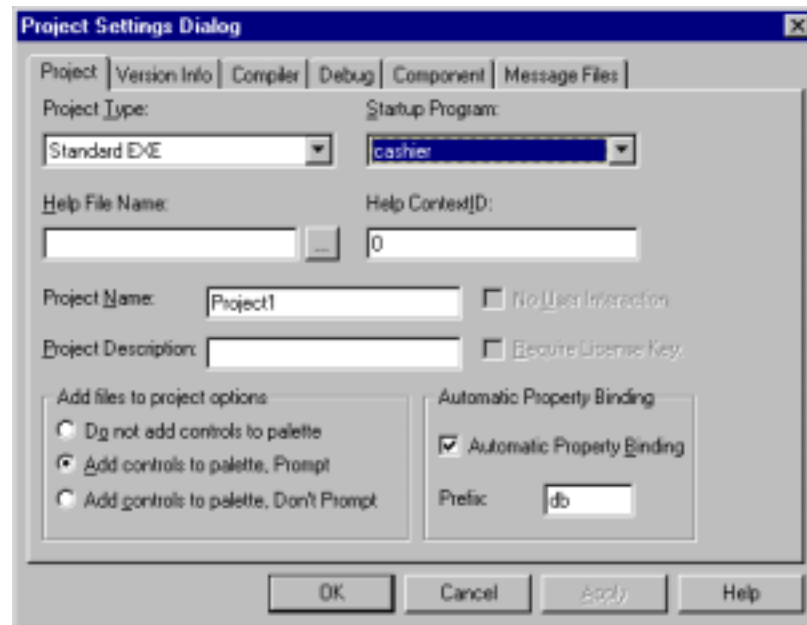 Project Settings Dialog
Project Version Info Compiler Debug Component Message Files
Project Type: Startup Program:
Standard EXE cashier
Help File Name: Help ContextID:
... 0
Project Name: Project1 No User Interaction
Project Description: Require License Key.
Add files to project options Automatic Property Binding
Do not add controls to palette
Add controls to palette, Prompt Automatic Property Binding
Add controls to palette, Don't Prompt Prefix: db
OK Cancel Apply Help